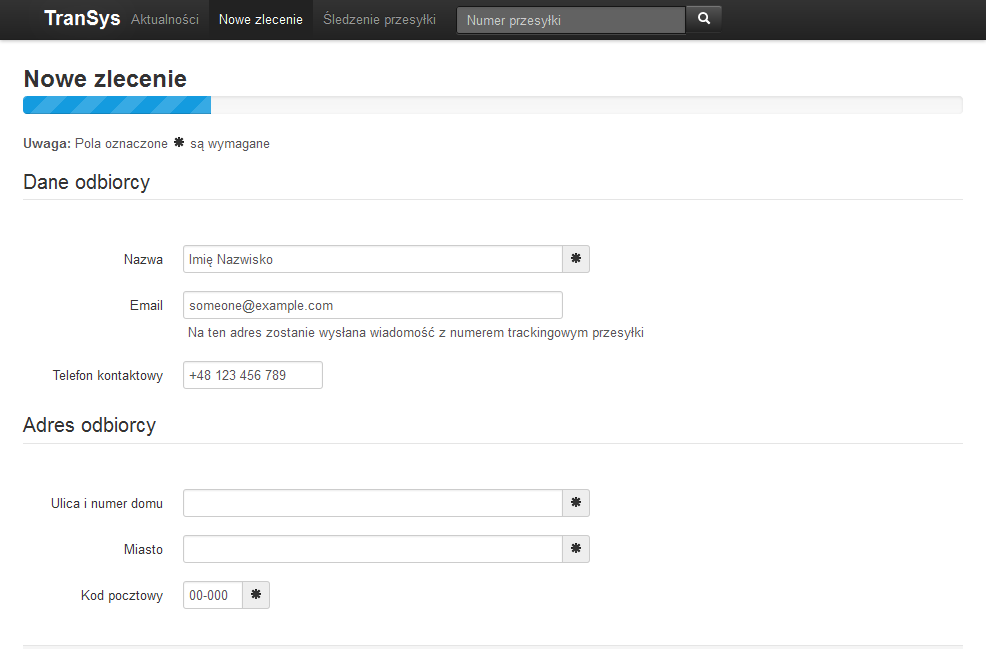 TranSys Aktualności Nowe zlecenie Śledzenie przesyłki Numer przesyłki
Nowe zlecenie
Uwaga: Pola oznaczone ✱ są wymagane
Dane odbiorcy
Nazwa Imię Nazwisko ✱
Email someone@example.com
Na ten adres zostanie wysłana wiadomość z numerem trackingowym przesyłki
Telefon kontaktowy +48 123 456 789
Adres odbiorcy
Ulica i numer domu ✱
Miasto ✱
Kod pocztowy 00-000 ✱